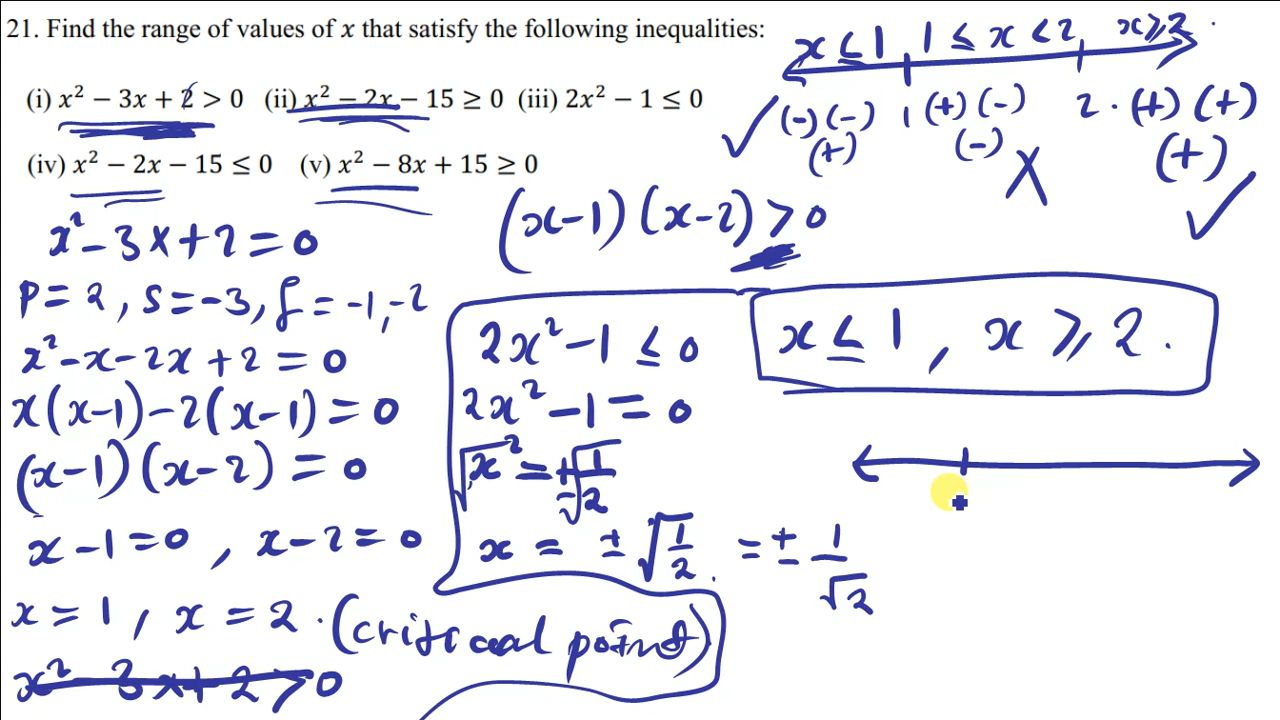 21. Find the range of values of x that satisfy the following inequalities:
(i) x² − 3x + 2 > 0 (ii) x² − 2x − 15 ≥ 0 (iii) 2x² − 1 ≤ 0
(iv) x² − 2x − 15 ≤ 0 (v) x² − 8x + 15 ≥ 0
x ≤ 1, 1 ≤ x < 2, x ≥ 2.
✓ (-)(-) 1 (+)(-) 2. (+)(+)
(+) (-) X (+) ✓
x² - 3x + 2 = 0
P = 2, S = -3, f = -1, -2
x² - x - 2x + 2 = 0
x(x-1) - 2(x-1) = 0
(x-1)(x-2) = 0
x - 1 = 0, x - 2 = 0
x = 1, x = 2. (critical point)
x² 3x + 2 > 0
(x-1)(x-2) > 0
2x² - 1 ≤ 0
2x² - 1 = 0
√x² = ±√1/2
x = ±√1/2. = ± 1/√2
x ≤ 1, x ≥ 2.